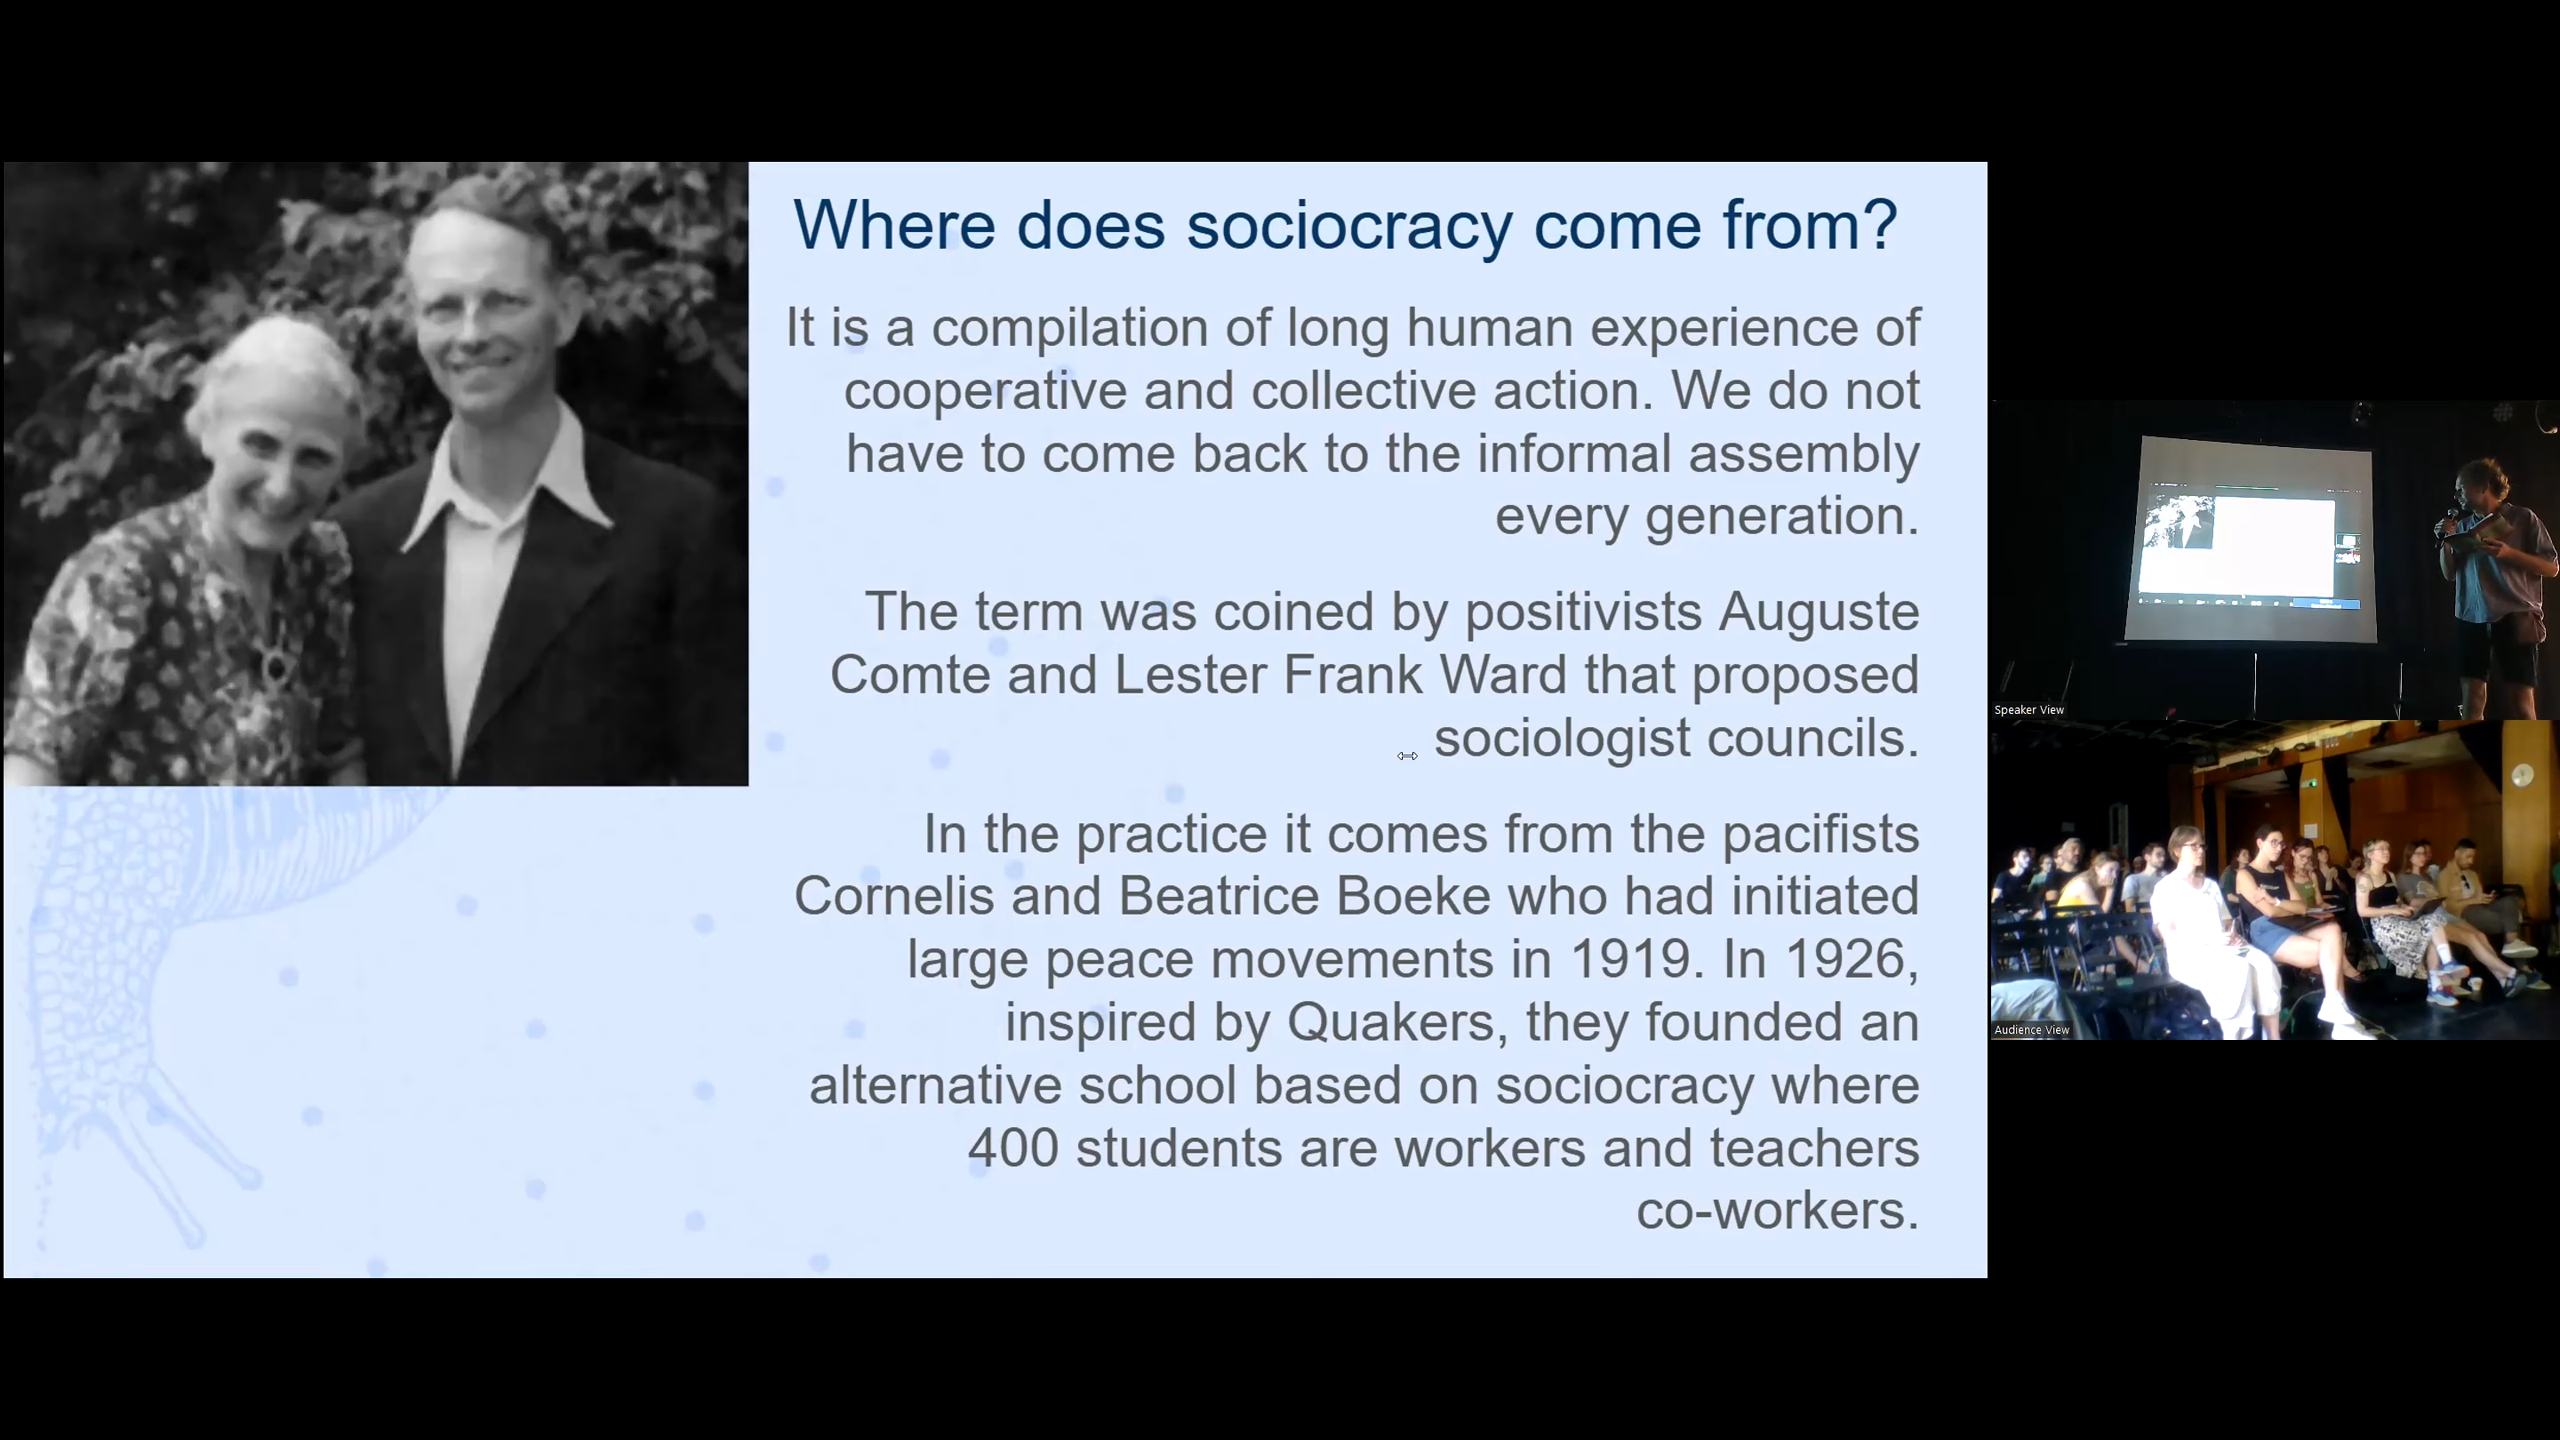 Where does sociocracy come from?
It is a compilation of long human experience of
cooperative and collective action. We do not
have to come back to the informal assembly
every generation.
The term was coined by positivists Auguste
Comte and Lester Frank Ward that proposed
sociologist councils.
In the practice it comes from the pacifists
Cornelis and Beatrice Boeke who had initiated
large peace movements in 1919. In 1926,
inspired by Quakers, they founded an
alternative school based on sociocracy where
400 students are workers and teachers
co-workers.
Speaker View
Audience View